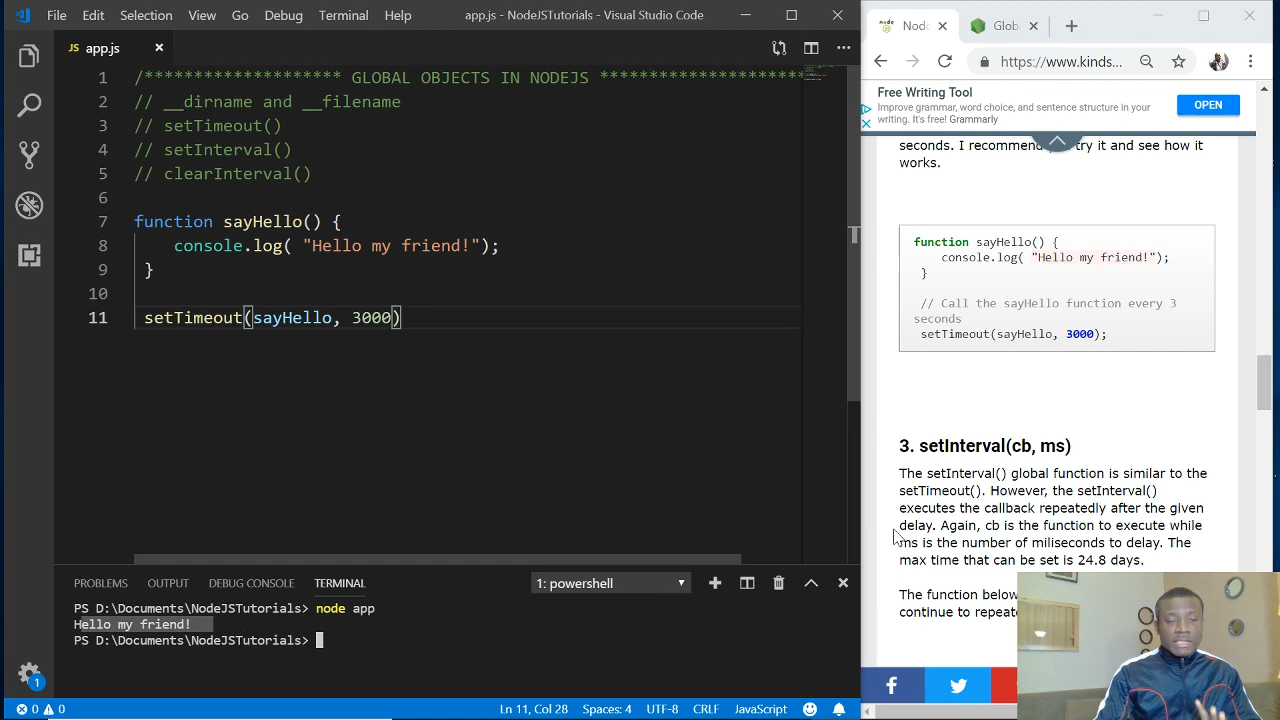 File Edit Selection View Go Debug Terminal Help
app.js - NodeJSTutorials - Visual Studio Code
JS app.js
1 /******************* GLOBAL OBJECTS IN NODEJS ********************
2 // __dirname and __filename
3 // setTimeout()
4 // setInterval()
5 // clearInterval()
6
7 function sayHello() {
8 console.log( "Hello my friend!");
9 }
10
11 setTimeout(sayHello, 3000)
PROBLEMS OUTPUT DEBUG CONSOLE TERMINAL
1: powershell
PS D:\Documents\NodeJSTutorials> node app
Hello my friend!
PS D:\Documents\NodeJSTutorials>
1
0 0
Ln 11, Col 28 Spaces: 4 UTF-8 CRLF JavaScript
Node
Glob
https://www.kinds...
Free Writing Tool
Improve grammar, word choice, and sentence structure in your
writing. It's free! Grammarly
OPEN
seconds. I recommend try it and see how it
works.
function sayHello() {
console.log( "Hello my friend!");
}
// Call the sayHello function every 3
seconds
setTimeout(sayHello, 3000);
3. setInterval(cb, ms)
The setInterval() global function is similar to the
setTimeout(). However, the setInterval()
executes the callback repeatedly after the given
delay. Again, cb is the function to execute while
ms is the number of miliseconds to delay. The
max time that can be set is 24.8 days.
The function below
continue to repeat